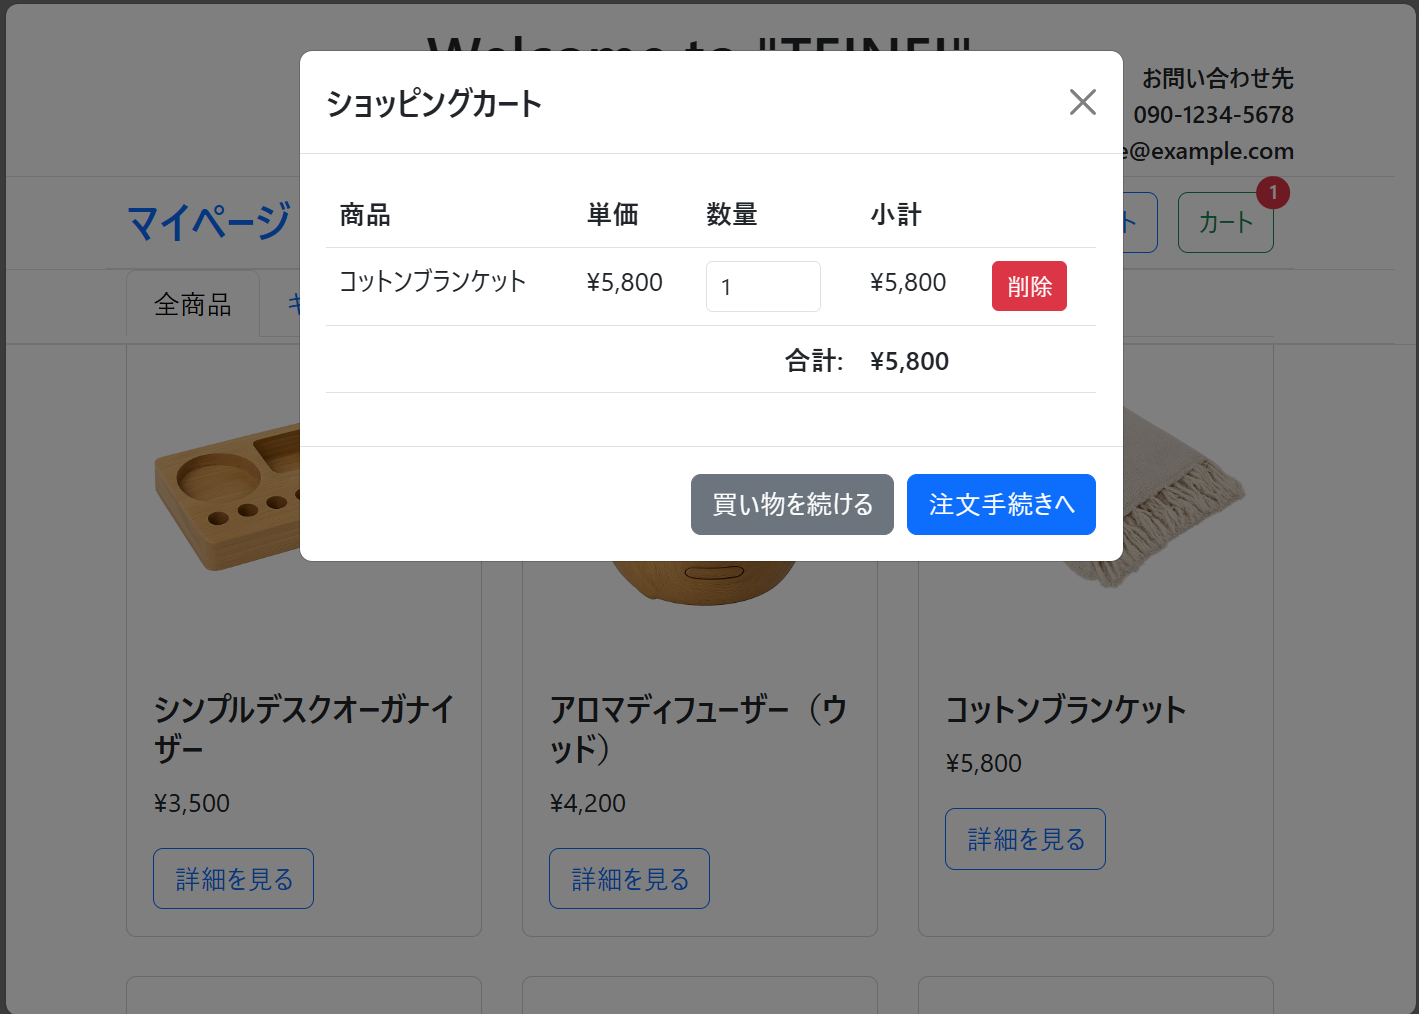 Welcome to "TEINEI"
お問い合わせ先
090-1234-5678
e@example.com
ショッピングカート
マイページ
ト
カート
1
全商品
商品 単価 数量 小計
コットンブランケット ¥5,800 1 ¥5,800 削除
合計: ¥5,800
買い物を続ける 注文手続きへ
シンプルデスクオーガナイ
ザー
¥3,500
詳細を見る
アロマディフューザー（ウ
ッド）
¥4,200
詳細を見る
コットンブランケット
¥5,800
詳細を見る